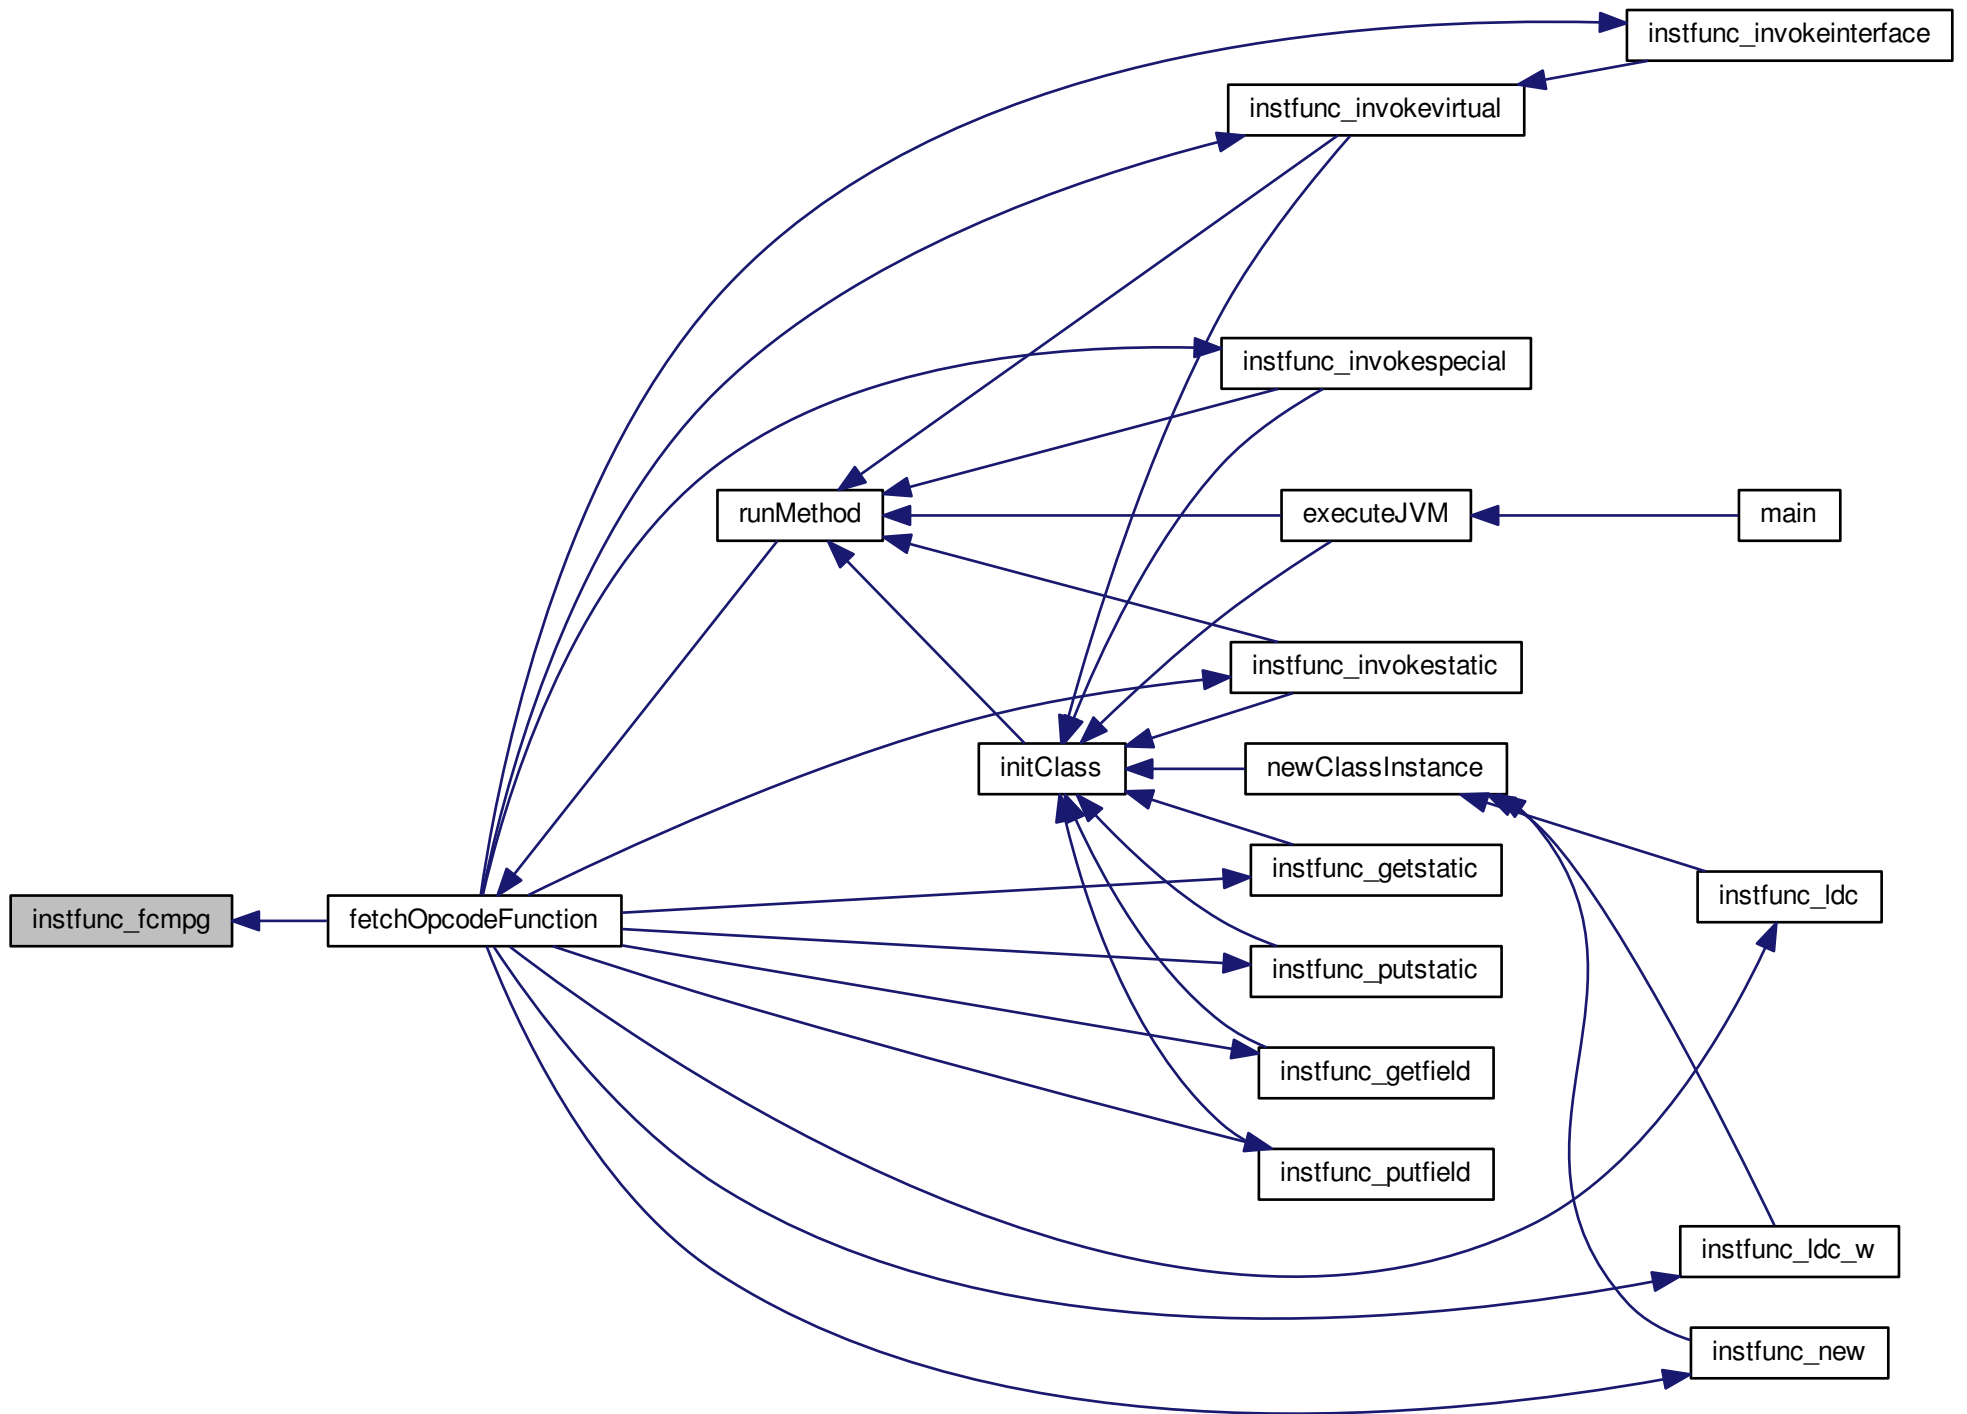 instfunc_invokeinterface
instfunc_invokevirtual
instfunc_invokespecial
runMethod
executeJVM
main
instfunc_invokestatic
initClass
newClassInstance
instfunc_getstatic
instfunc_ldc
instfunc_fcmpg
fetchOpcodeFunction
instfunc_putstatic
instfunc_getfield
instfunc_putfield
instfunc_ldc_w
instfunc_new